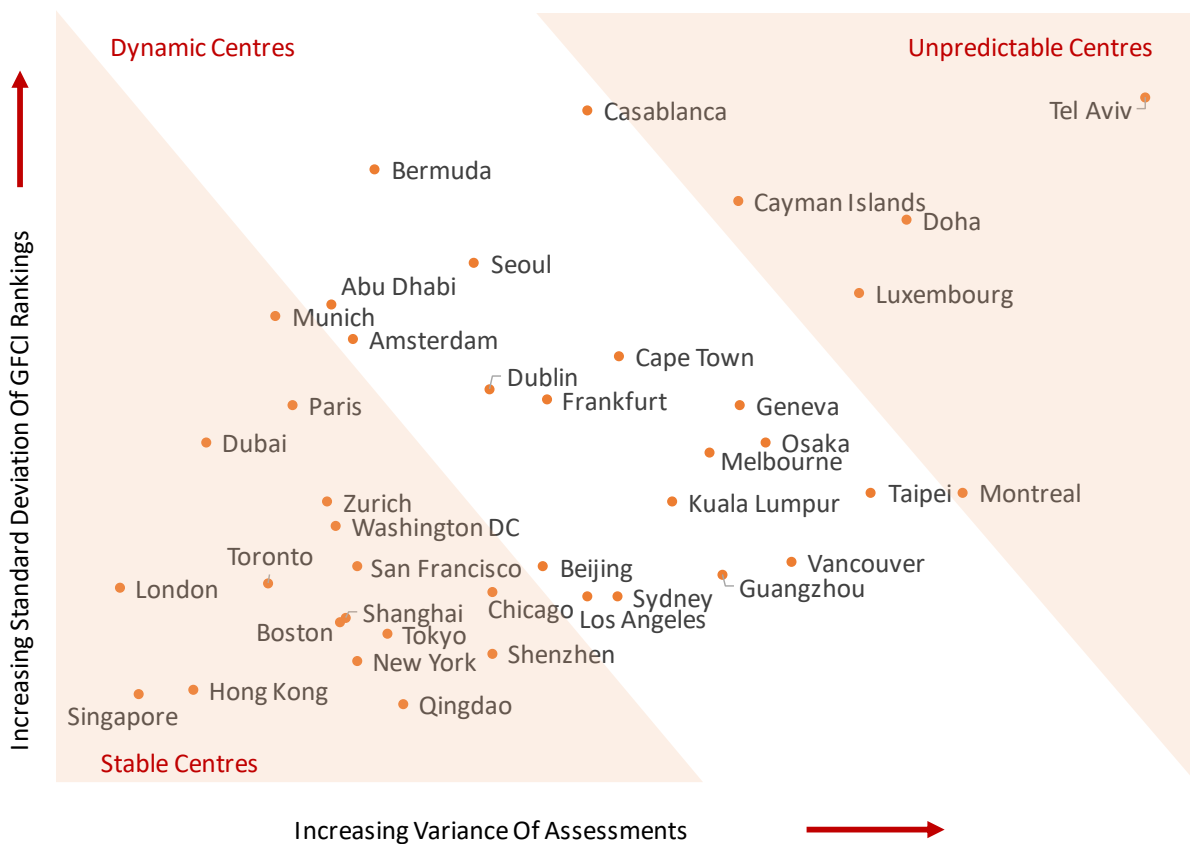 Dynamic Centres
Unpredictable Centres
Casablanca
Tel Aviv
Bermuda
Cayman Islands
Doha
Seoul
Abu Dhabi
Luxembourg
Munich
Amsterdam
Cape Town
Dublin
Frankfurt
Paris
Geneva
Dubai
Osaka
Melbourne
Zurich
Kuala Lumpur
Taipei
Montreal
Washington DC
Toronto
San Francisco
Beijing
Vancouver
London
Guangzhou
Chicago
Sydney
Shanghai
Los Angeles
Boston
Tokyo
New York
Shenzhen
Hong Kong
Singapore
Qingdao
Stable Centres
Increasing Standard Deviation Of GFCI Rankings
Increasing Variance Of Assessments